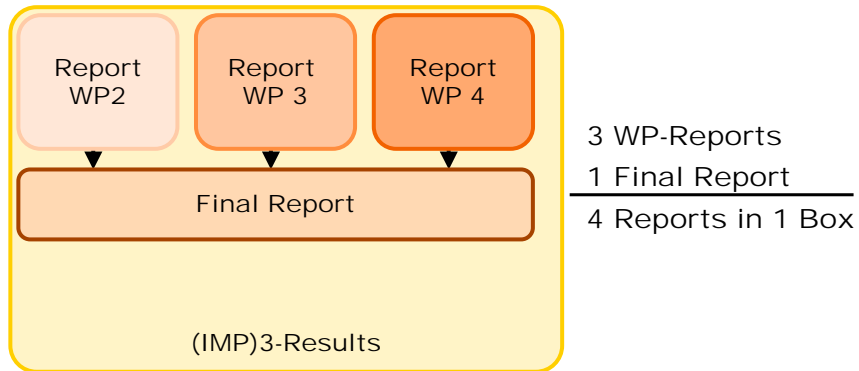 Report
WP2
Report
WP 3
Report
WP 4
Final Report
(IMP)3-Results
3 WP-Reports
1 Final Report
4 Reports in 1 Box